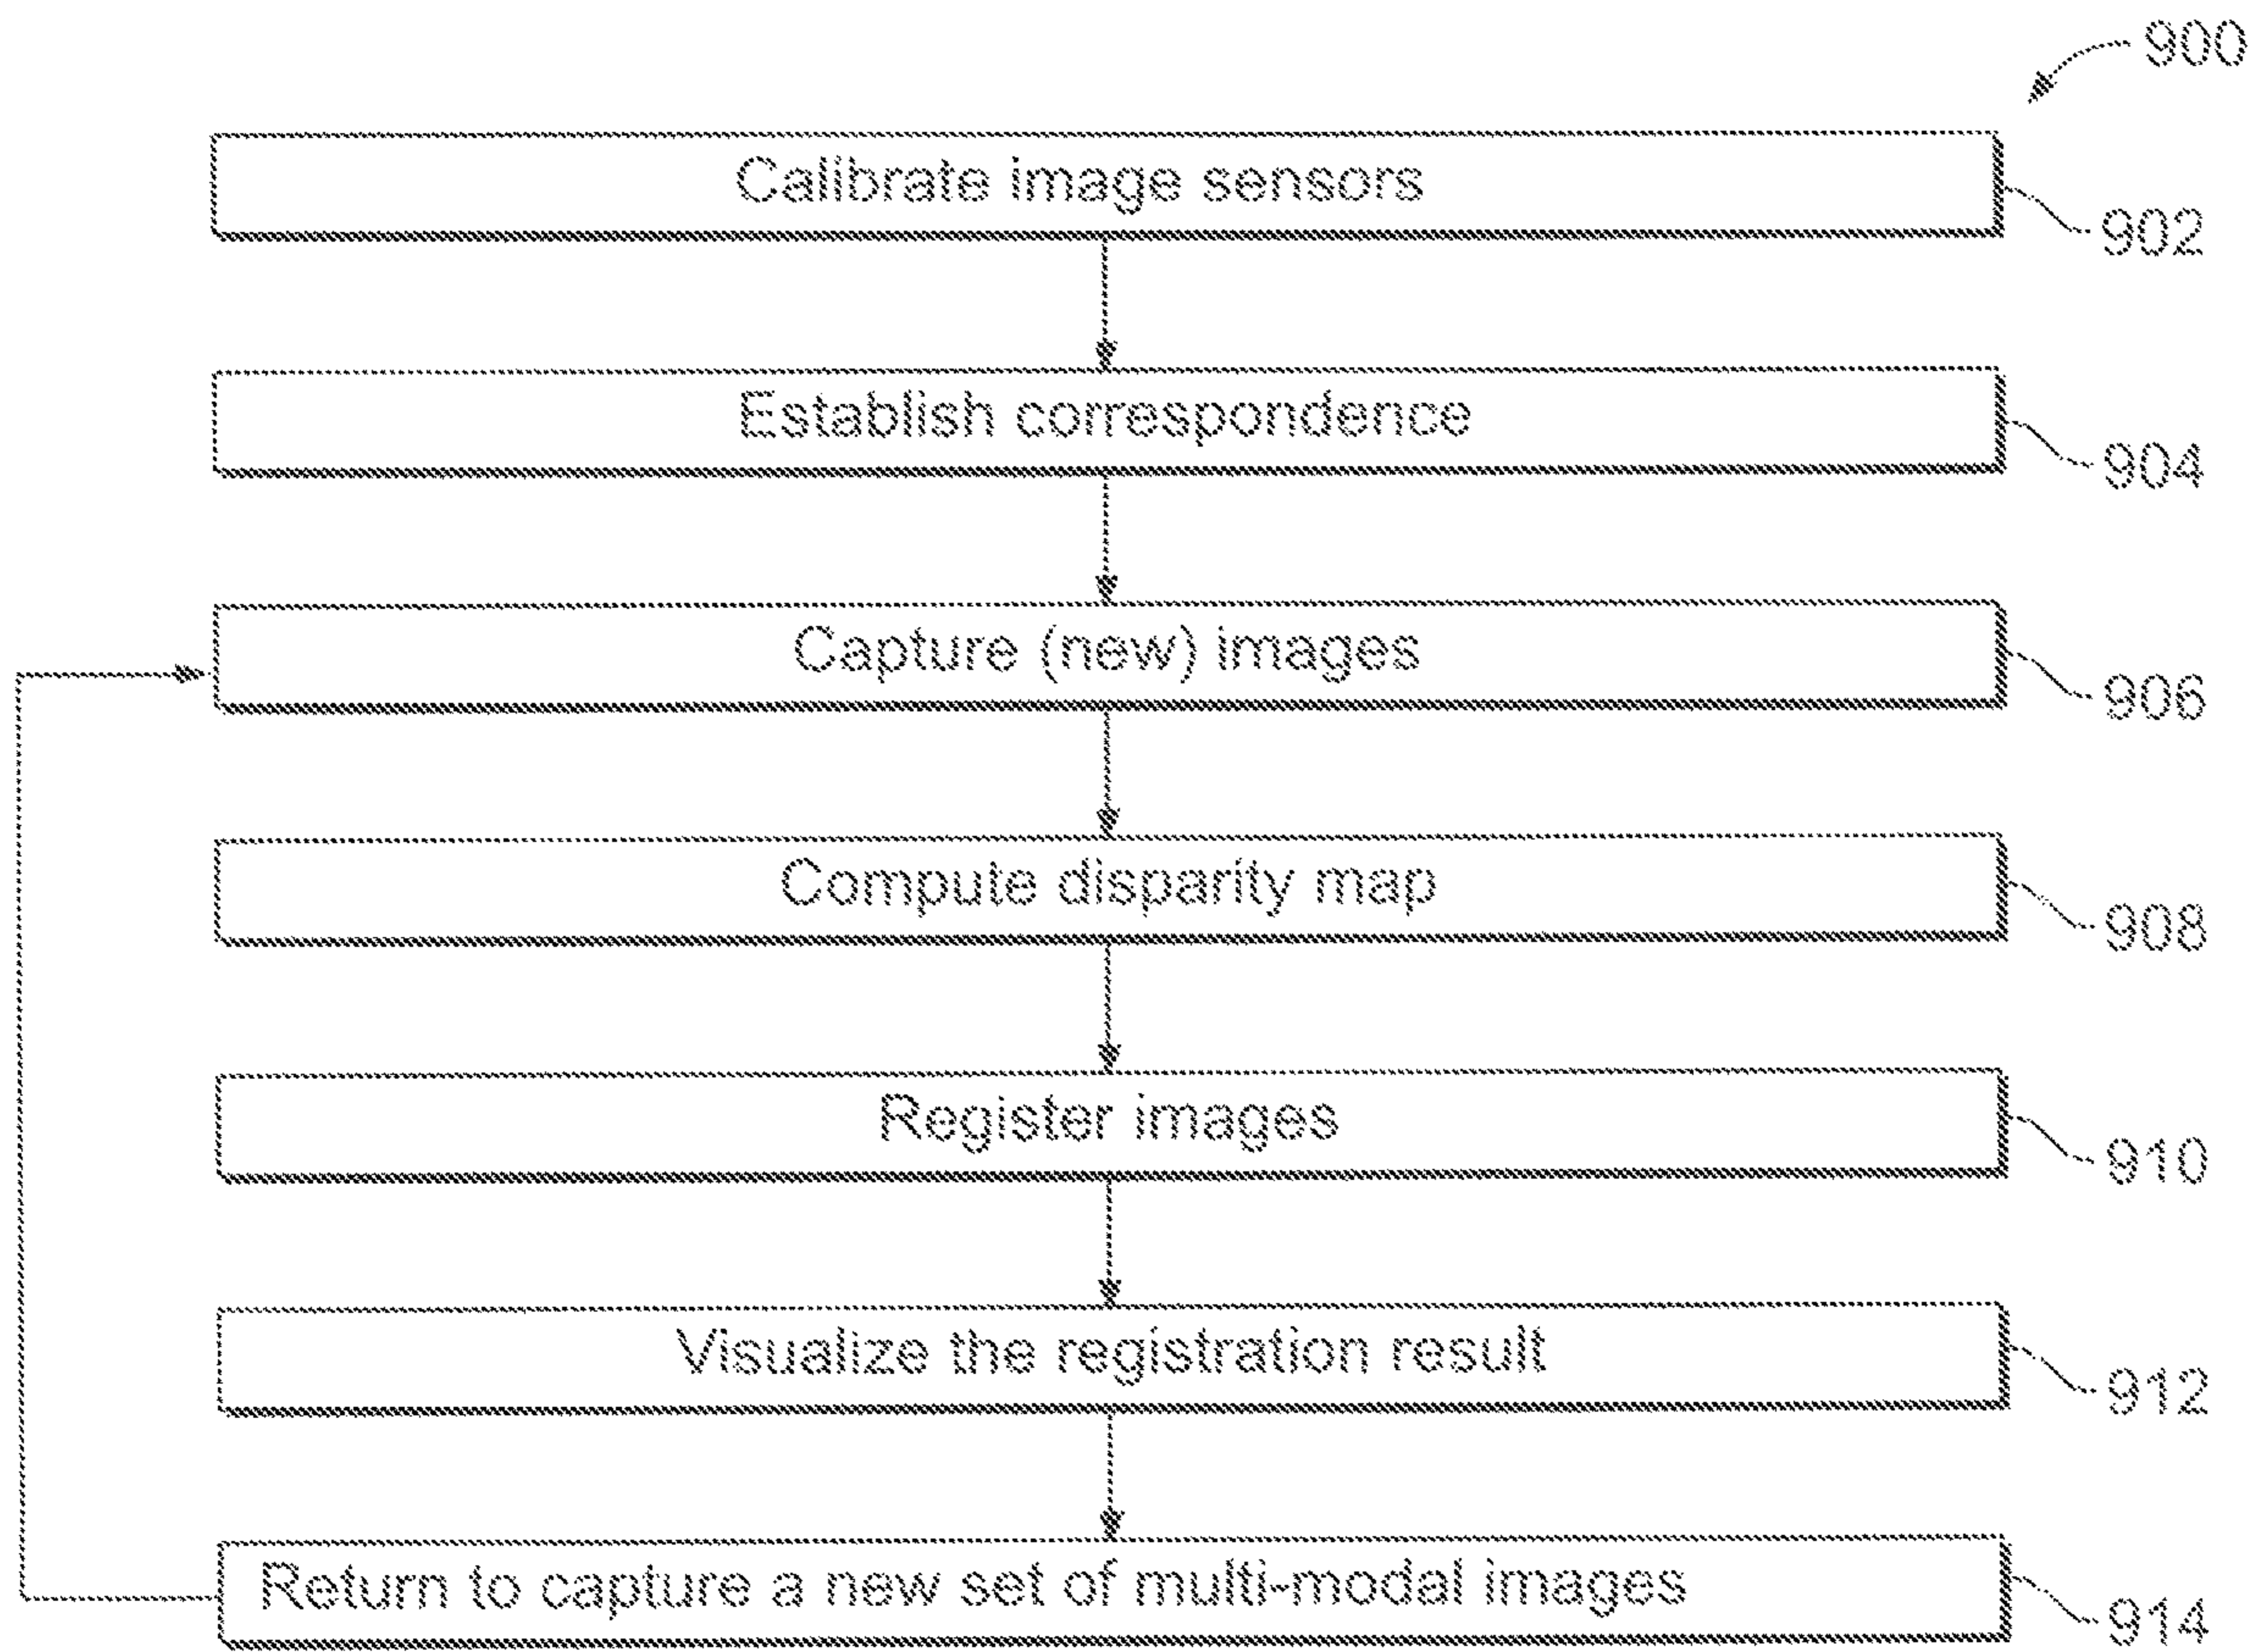 900
Calibrate image sensors
902
Establish correspondence
904
Capture (new) images
906
Compute disparity map
908
Register images
910
Visualize the registration result
912
Return to capture a new set of multi-modal images
914